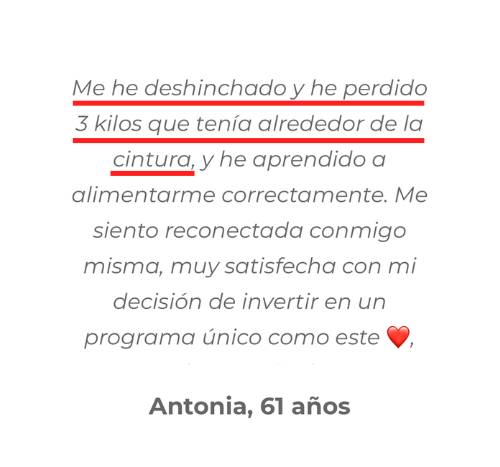 Me he deshinchado y he perdido
3 kilos que tenía alrededor de la
cintura, y he aprendido a
alimentarme correctamente. Me
siento reconectada conmigo
misma, muy satisfecha con mi
decisión de invertir en un
programa único como este ❤️,
Antonia, 61 años